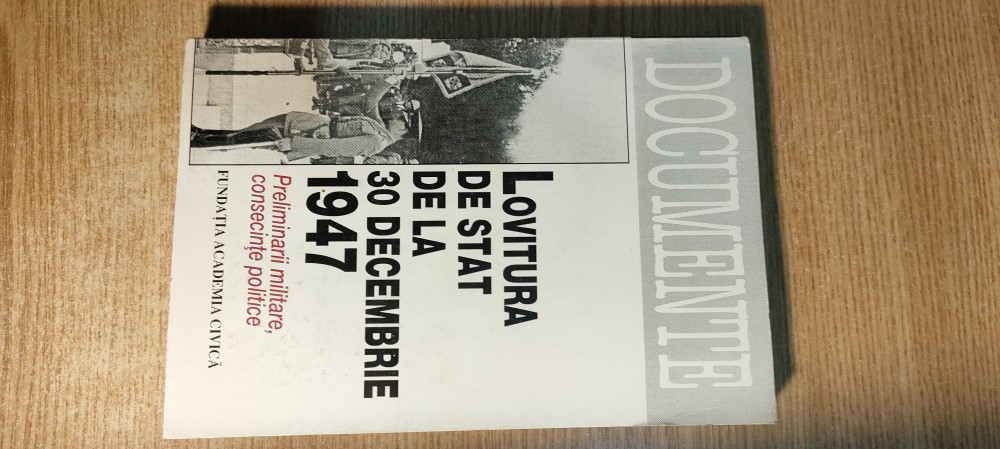 DOCUMENTE
LOVITURA
DE STAT
DE LA
30 DECEMBRIE
1947
Preliminarii militare,
consecințe politice
FUNDAȚIA ACADEMIA CIVICĂ